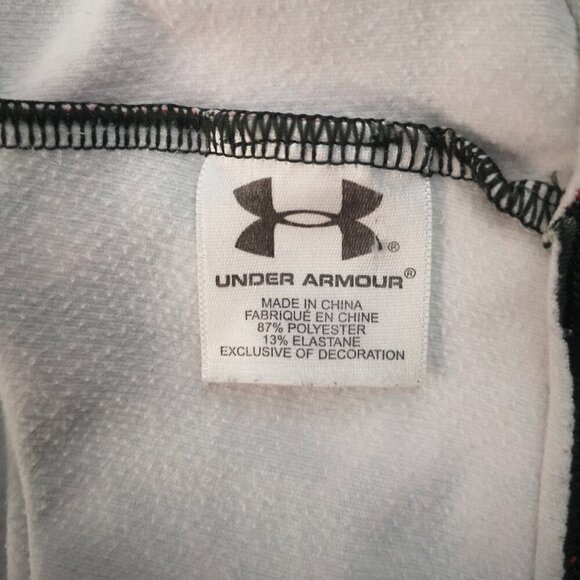 ®
UNDER ARMOUR®
MADE IN CHINA
FABRIQUÉ EN CHINE
87% POLYESTER
13% ELASTANE
EXCLUSIVE OF DECORATION